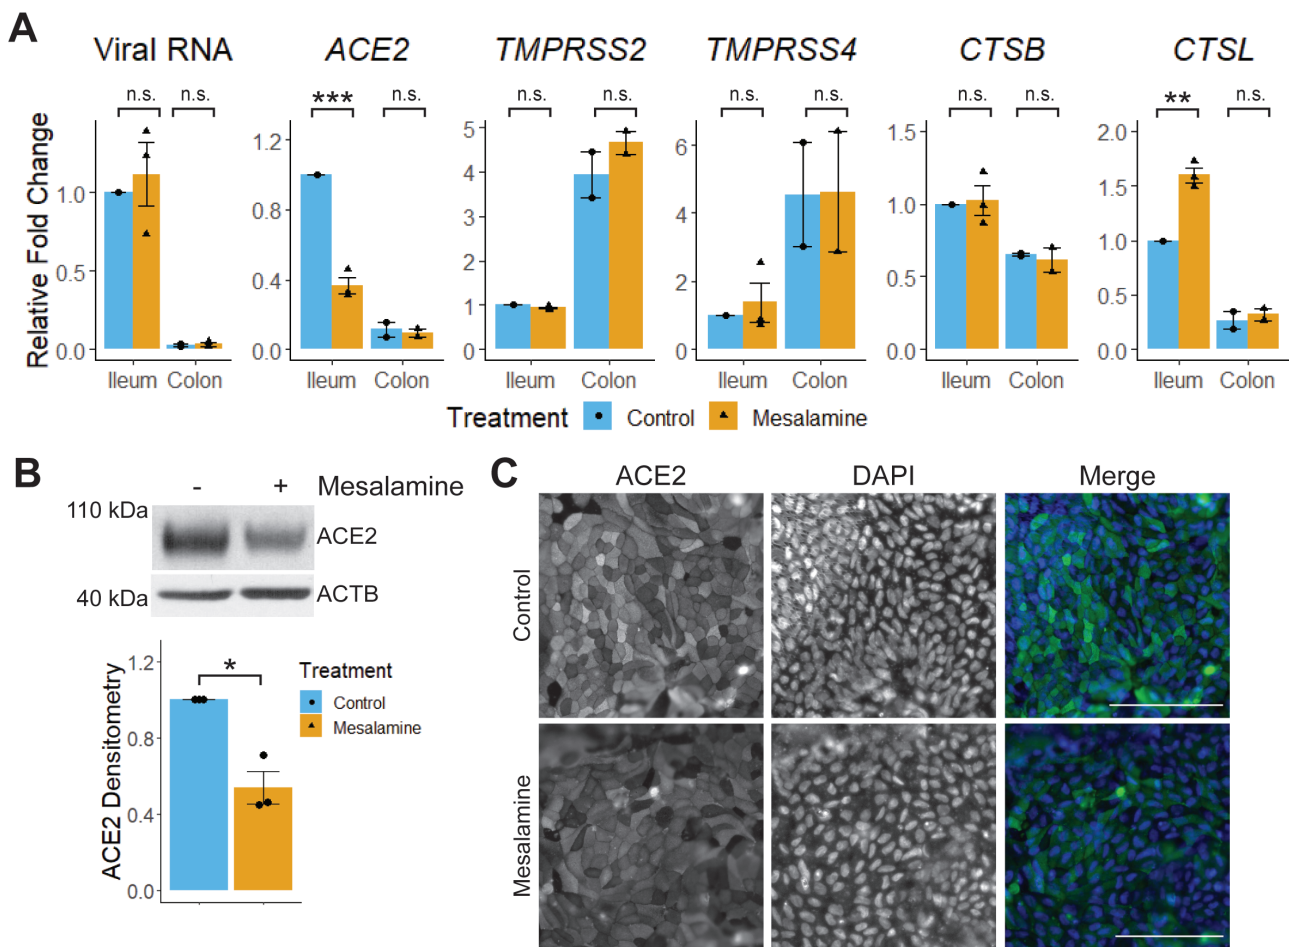 A
Viral RNA ACE2 TMPRSS2 TMPRSS4 CTSB CTSL
n.s. n.s. *** n.s. n.s. n.s. n.s. n.s. n.s. n.s. ** n.s.
Relative Fold Change
1.0
0.5
0.0
Ileum Colon
1.2
0.8
0.4
0.0
Ileum Colon
5
4
3
2
1
0
Ileum Colon
6
4
2
0
Ileum Colon
1.5
1.0
0.5
0.0
Ileum Colon
2.0
1.5
1.0
0.5
0.0
Ileum Colon
Treatment Control Mesalamine
B
- + Mesalamine
110 kDa
ACE2
40 kDa
ACTB
ACE2 Densitometry
1.2
0.8
0.4
0.0
*
Treatment
Control
Mesalamine
C
ACE2 DAPI Merge
Control
Mesalamine